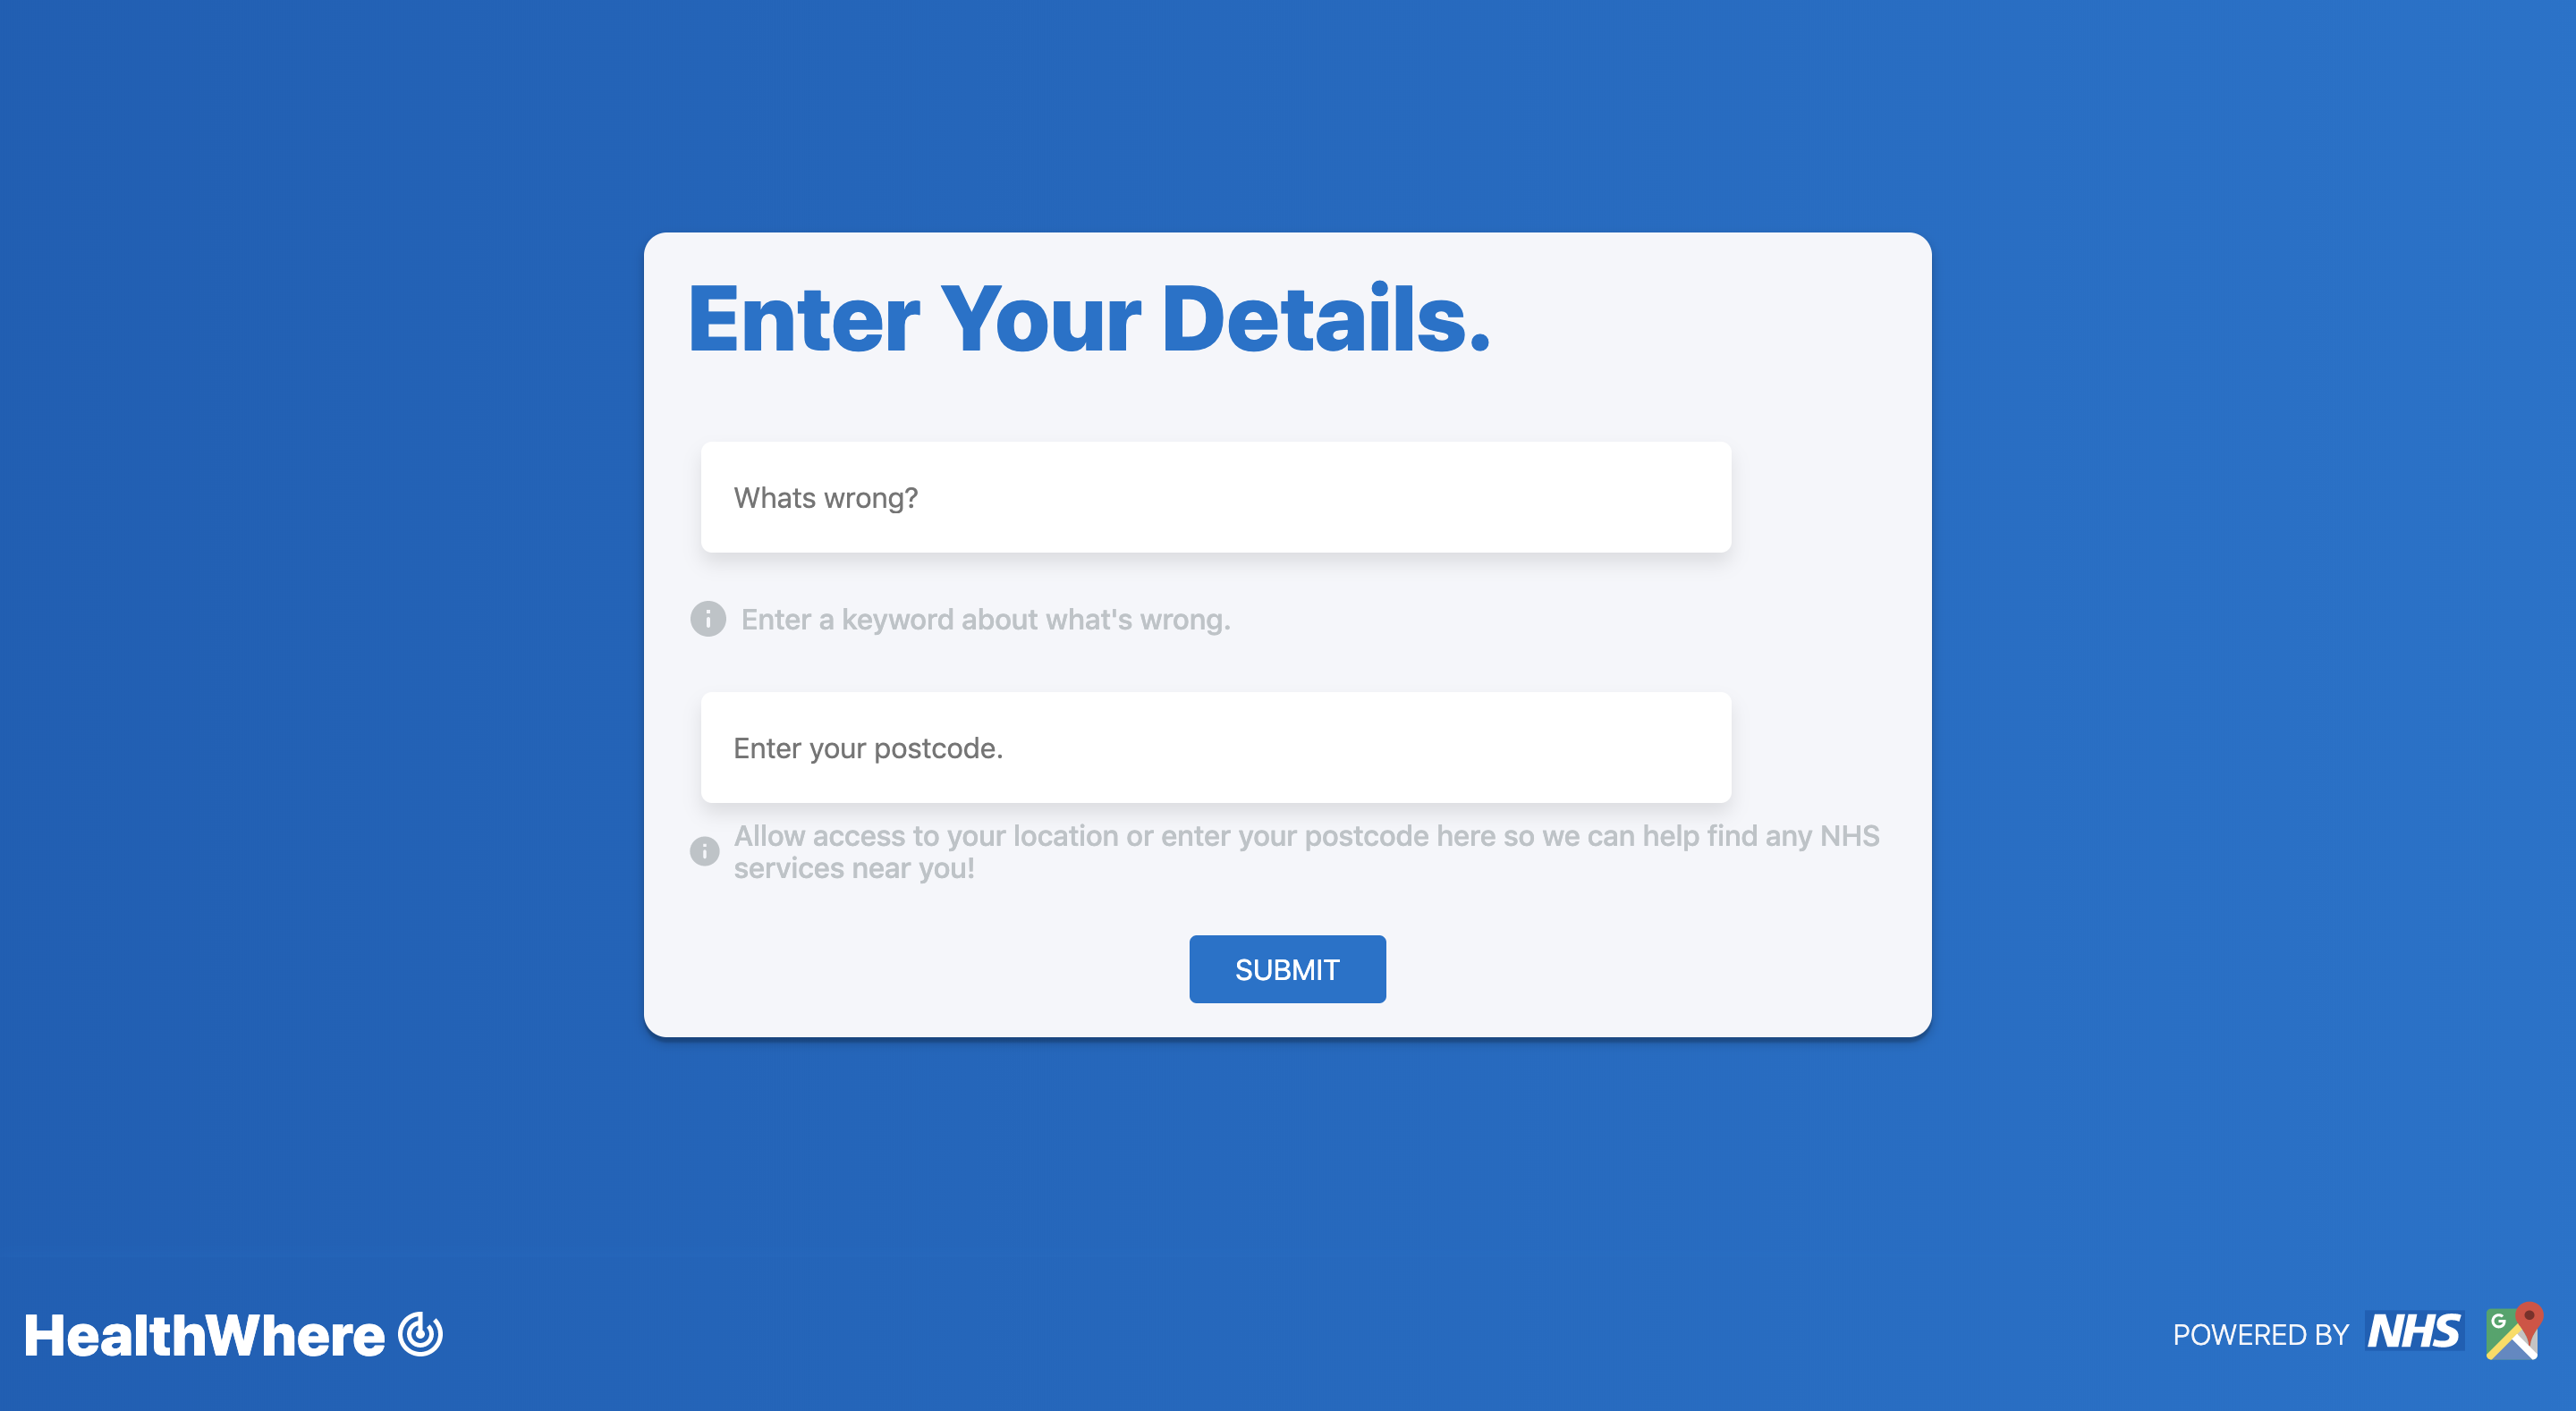 Enter Your Details.
Whats wrong?
Enter a keyword about what's wrong.
Enter your postcode.
Allow access to your location or enter your postcode here so we can help find any NHS
services near you!
SUBMIT
HealthWhere
POWERED BY NHS
G